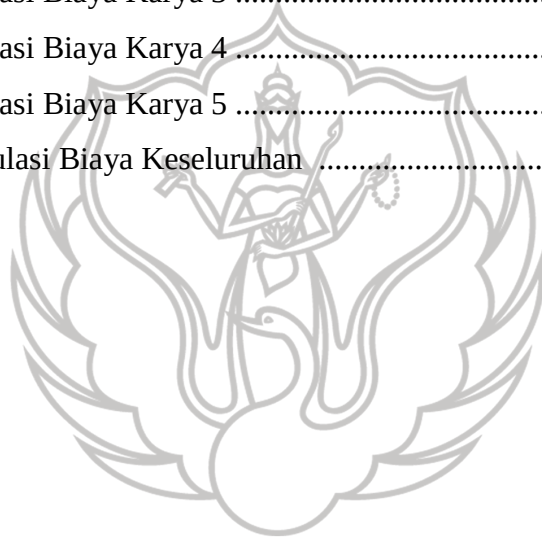 asi Biaya Karya 3 .......................................
asi Biaya Karya 4 .......................................
asi Biaya Karya 5 .......................................
ulasi Biaya Keseluruhan ............................